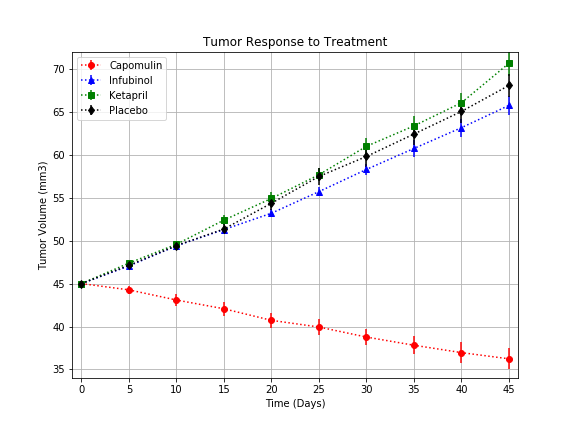 Tumor Response to Treatment
Capomulin
Infubinol
Ketapril
Placebo
70
65
60
55
50
45
40
35
Tumor Volume (mm3)
0 5 10 15 20 25 30 35 40 45
Time (Days)